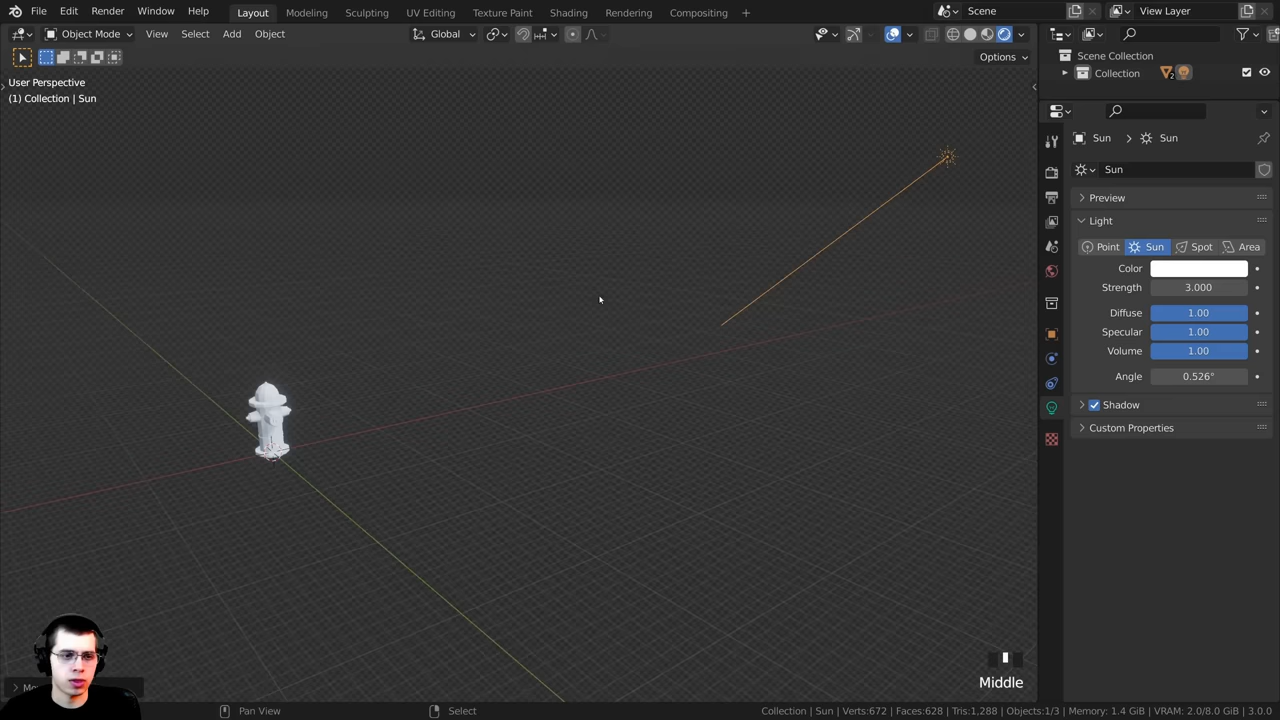 File Edit Render Window Help Layout Modeling Sculpting UV Editing Texture Paint Shading Rendering Compositing + Scene View Layer
Object Mode View Select Add Object Global
Options
User Perspective
(1) Collection | Sun
Scene Collection
Collection
Sun > Sun
Sun
Preview
Light
Point Sun Spot Area
Color
Strength 3.000
Diffuse 1.00
Specular 1.00
Volume 1.00
Angle 0.526°
Shadow
Custom Properties
Middle
Pan View Select Collection | Sun | Verts:672 | Faces:628 | Tris:1,288 | Objects:1/3 | Memory: 1.4 GiB | VRAM: 2.0/8.0 GiB | 3.0.0